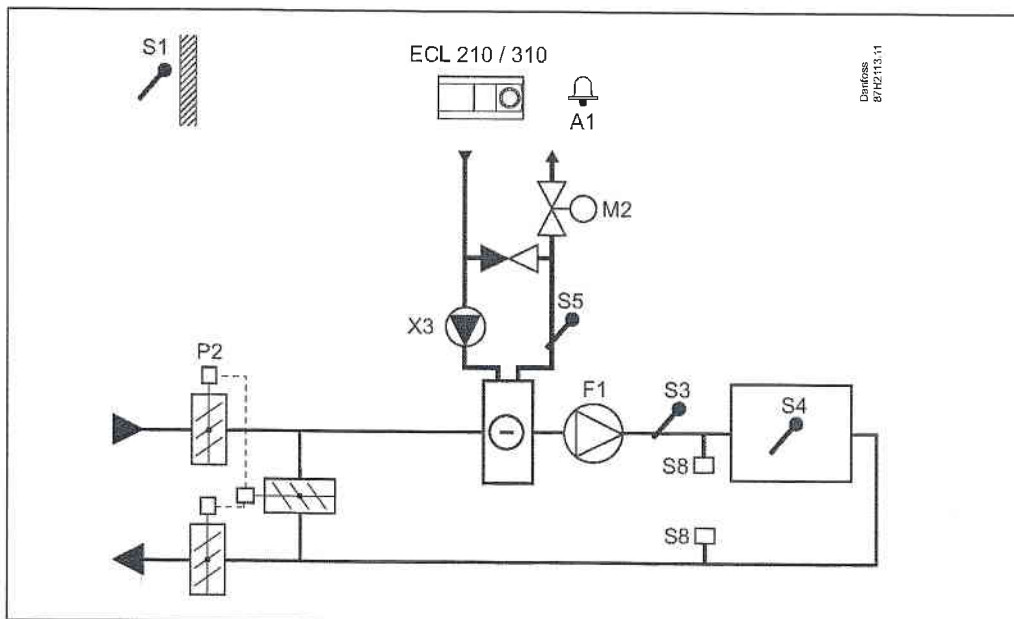 S1
ECL 210 / 310
A1
Danfoss
87H2113.11
M2
S5
X3
P2
F1
S3
S4
S8
S8